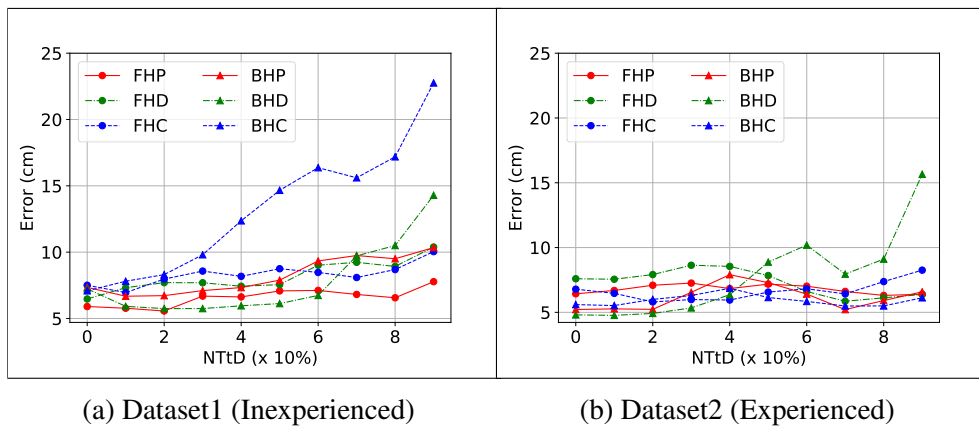 25
20
15
10
5
Error (cm)
FHP
FHD
FHC
BHP
BHD
BHC
0
2
4
6
8
NTtD (x 10%)
(a) Dataset1 (Inexperienced)
25
20
15
10
5
Error (cm)
FHP
FHD
FHC
BHP
BHD
BHC
0
2
4
6
8
NTtD (x 10%)
(b) Dataset2 (Experienced)